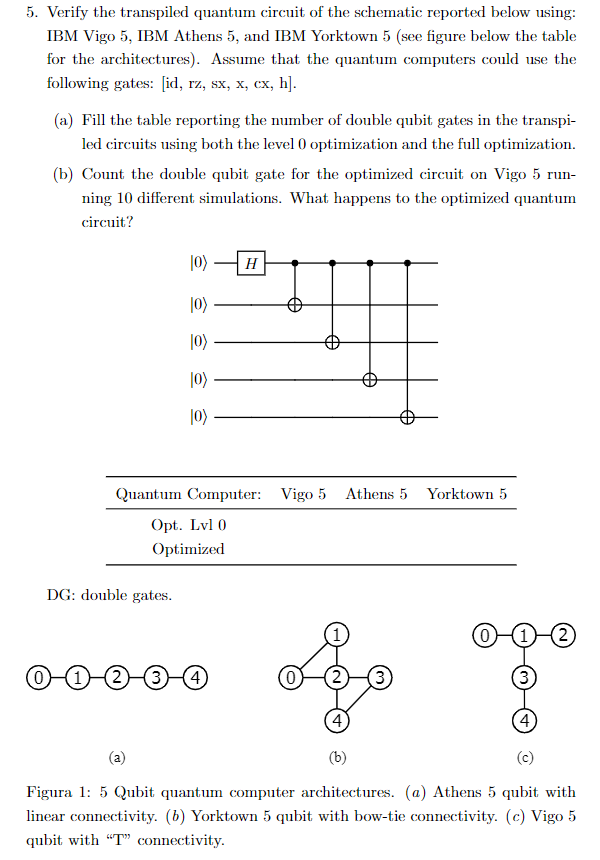 5. Verify the transpiled quantum circuit of the schematic reported below using:
IBM Vigo 5, IBM Athens 5, and IBM Yorktown 5 (see figure below the table
for the architectures). Assume that the quantum computers could use the
following gates: [id, rz, sx, x, cx, h].
(a) Fill the table reporting the number of double qubit gates in the transpi-
led circuits using both the level 0 optimization and the full optimization.
(b) Count the double qubit gate for the optimized circuit on Vigo 5 run-
ning 10 different simulations. What happens to the optimized quantum
circuit?
|0⟩ H
|0⟩
|0⟩
|0⟩
|0⟩
Quantum Computer: Vigo 5 Athens 5 Yorktown 5
Opt. Lvl 0
Optimized
DG: double gates.
0 1 2 3 4
1
0 2 3
4
0 1 2
3
4
(a) (b) (c)
Figura 1: 5 Qubit quantum computer architectures. (a) Athens 5 qubit with
linear connectivity. (b) Yorktown 5 qubit with bow-tie connectivity. (c) Vigo 5
qubit with “T” connectivity.